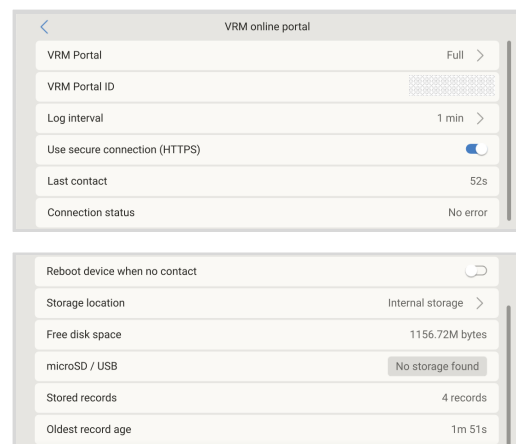 VRM online portal
VRM Portal Full
VRM Portal ID
Log interval 1 min
Use secure connection (HTTPS)
Last contact 52s
Connection status No error
Reboot device when no contact
Storage location Internal storage
Free disk space 1156.72M bytes
microSD / USB No storage found
Stored records 4 records
Oldest record age 1m 51s